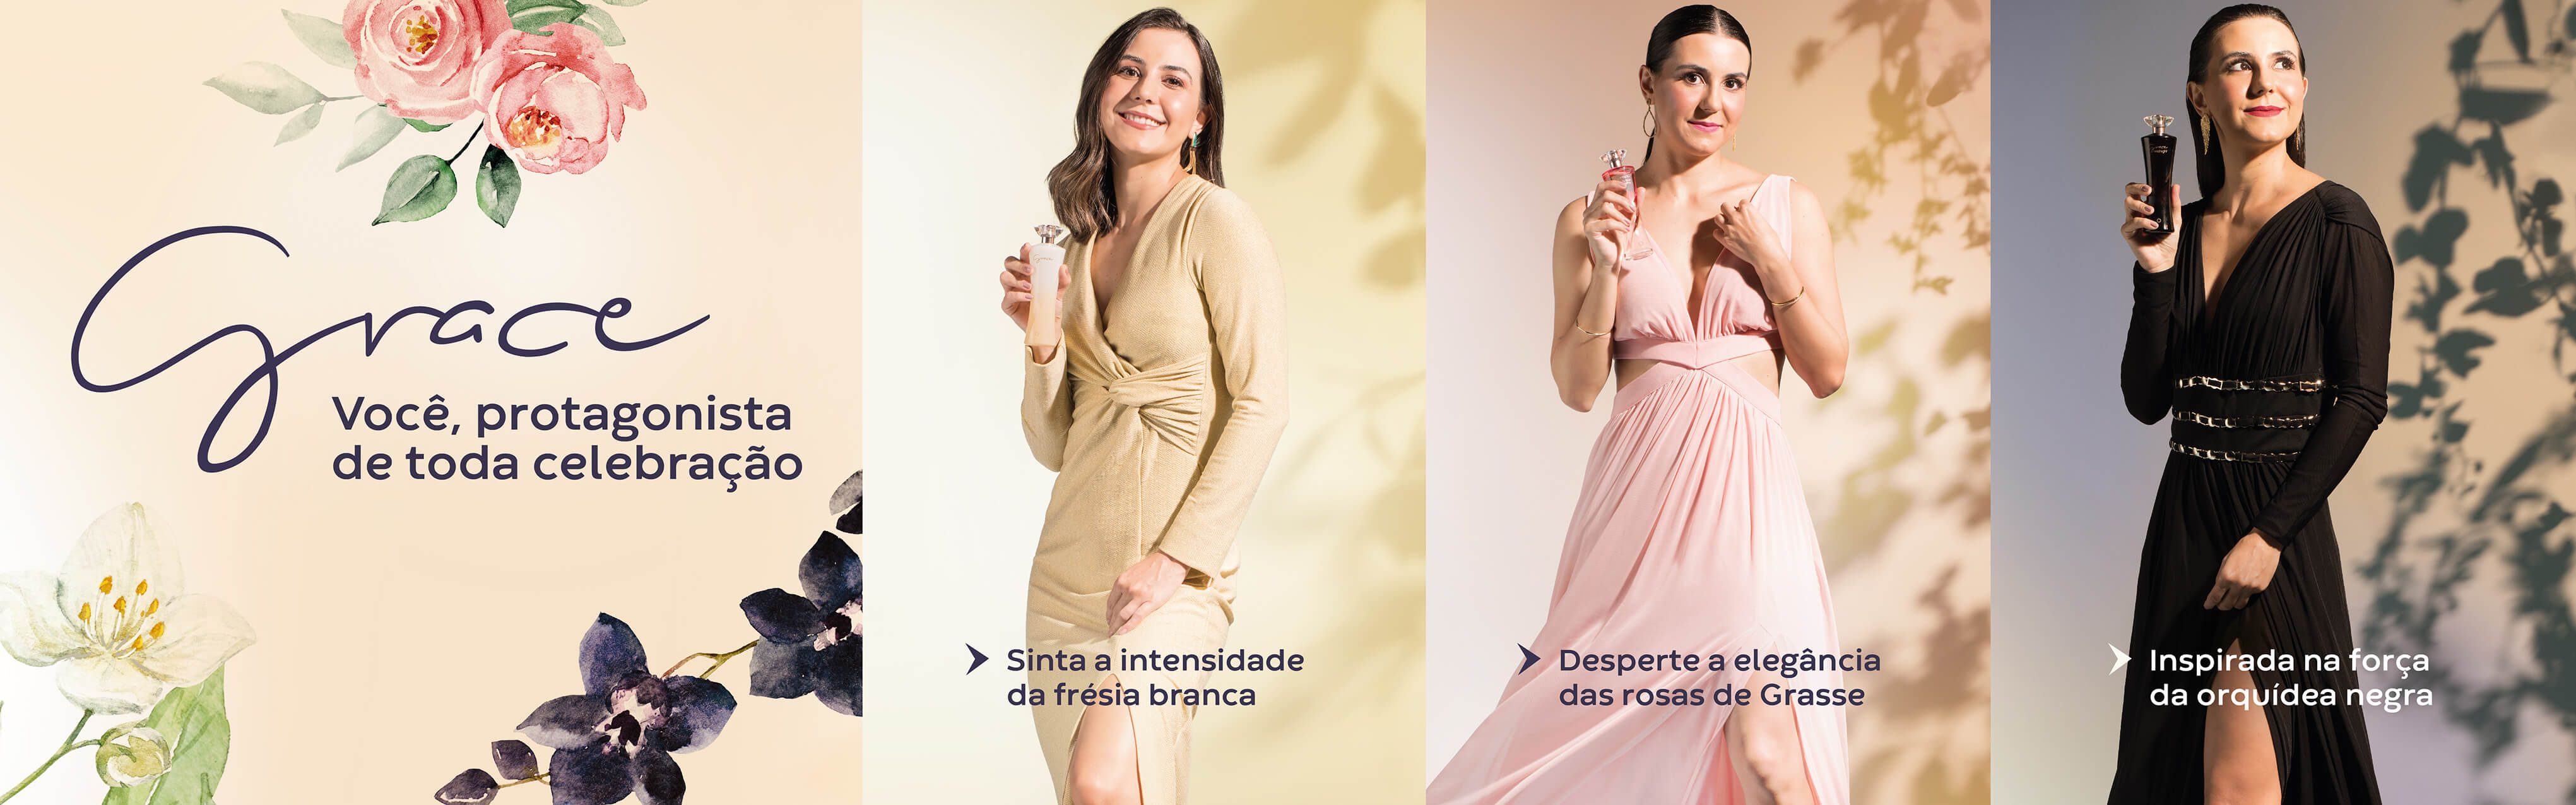 Grace
Você, protagonista
de toda celebração
Sinta a intensidade
da frésia branca
Desperte a elegância
das rosas de Grasse
Inspirada na força
da orquídea negra